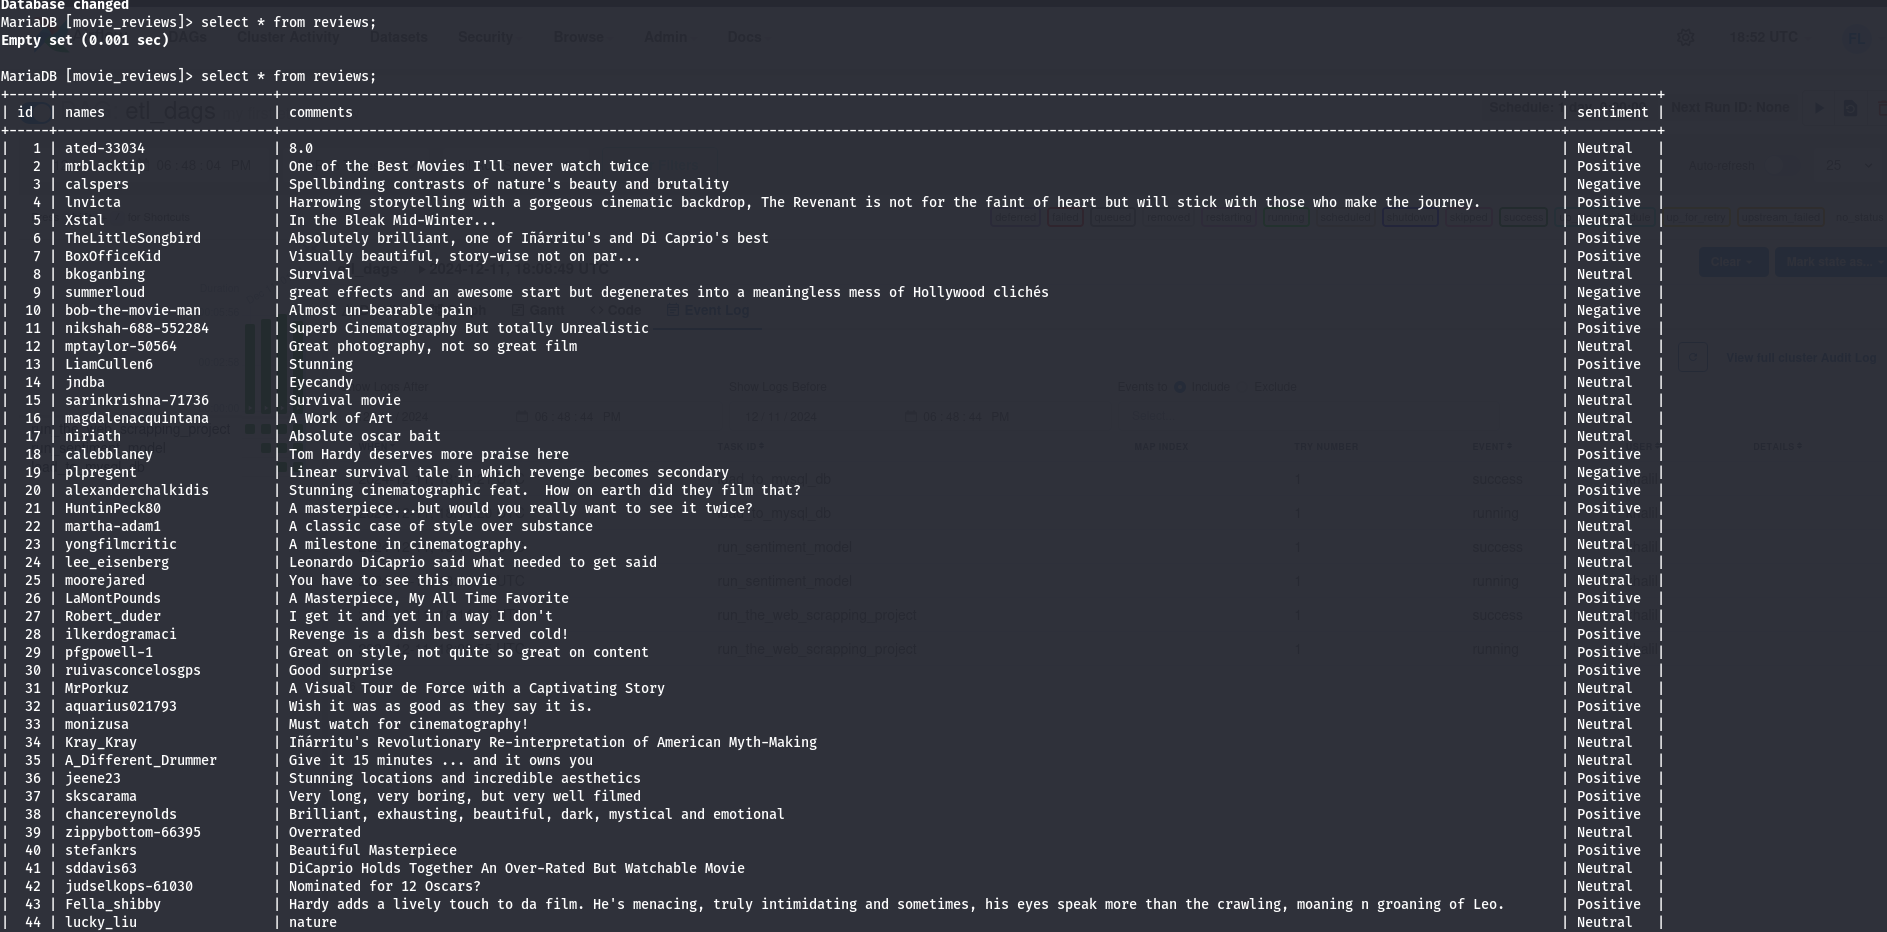 Database changed
MariaDB [movie_reviews]> select * from reviews;
Empty set (0.001 sec)
DAGs Cluster Activity Datasets Security Browse Admin Docs 18:52 UTC FL
MariaDB [movie_reviews]> select * from reviews;
+-----+---------------------------+
etl_dags Schedule: Next Run ID: None
| id | names | comments | sentiment |
| 1 | ated-33034 | 8.0 | Neutral |
| 2 | mrblacktip | One of the Best Movies I'll never watch twice | Positive |
| 3 | calspers | Spellbinding contrasts of nature's beauty and brutality | Negative |
| 4 | lnvicta | Harrowing storytelling with a gorgeous cinematic backdrop, The Revenant is not for the faint of heart but will stick with those who make the journey. | Positive |
| 5 | Xstal | In the Bleak Mid-Winter... | Neutral |
| 6 | TheLittleSongbird | Absolutely brilliant, one of Iñárritu's and Di Caprio's best | Positive |
| 7 | BoxOfficeKid | Visually beautiful, story-wise not on par... | Positive |
| 8 | bkoganbing | Survival | Neutral |
| 9 | summerloud | great effects and an awesome start but degenerates into a meaningless mess of Hollywood clichés | Negative |
| 10 | bob-the-movie-man | Almost un-bearable pain | Negative |
| 11 | nikshah-688-552284 | Superb Cinematography But totally Unrealistic | Positive |
| 12 | mptaylor-50564 | Great photography, not so great film | Neutral |
| 13 | LiamCullen6 | Stunning | Positive |
| 14 | jndba | Eyecandy | Neutral |
| 15 | sarinkrishna-71736 | Survival movie | Neutral |
| 16 | magdalenacquintana | A Work of Art | Neutral |
| 17 | niriath | Absolute oscar bait | Neutral |
| 18 | calebblaney | Tom Hardy deserves more praise here | Positive |
| 19 | plpregent | Linear survival tale in which revenge becomes secondary | Negative |
| 20 | alexanderchalkidis | Stunning cinematographic feat.  How on earth did they film that? | Positive |
| 21 | HuntinPeck80 | A masterpiece...but would you really want to see it twice? | Positive |
| 22 | martha-adam1 | A classic case of style over substance | Neutral |
| 23 | yongfilmcritic | A milestone in cinematography. | Neutral |
| 24 | lee_eisenberg | Leonardo DiCaprio said what needed to get said | Neutral |
| 25 | moorejared | You have to see this movie | Neutral |
| 26 | LaMontPounds | A Masterpiece, My All Time Favorite | Positive |
| 27 | Robert_duder | I get it and yet in a way I don't | Neutral |
| 28 | ilkerdogramaci | Revenge is a dish best served cold! | Positive |
| 29 | pfgpowell-1 | Great on style, not quite so great on content | Positive |
| 30 | ruivasconcelosgps | Good surprise | Positive |
| 31 | MrPorkuz | A Visual Tour de Force with a Captivating Story | Neutral |
| 32 | aquarius021793 | Wish it was as good as they say it is. | Positive |
| 33 | monizusa | Must watch for cinematography! | Neutral |
| 34 | Kray_Kray | Iñárritu's Revolutionary Re-interpretation of American Myth-Making | Neutral |
| 35 | A_Different_Drummer | Give it 15 minutes ... and it owns you | Neutral |
| 36 | jeene23 | Stunning locations and incredible aesthetics | Positive |
| 37 | skscarama | Very long, very boring, but very well filmed | Positive |
| 38 | chancereynolds | Brilliant, exhausting, beautiful, dark, mystical and emotional | Positive |
| 39 | zippybottom-66395 | Overrated | Neutral |
| 40 | stefankrs | Beautiful Masterpiece | Positive |
| 41 | sddavis63 | DiCaprio Holds Together An Over-Rated But Watchable Movie | Neutral |
| 42 | judselkops-61030 | Nominated for 12 Oscars? | Neutral |
| 43 | Fella_shibby | Hardy adds a lively touch to da film. He's menacing, truly intimidating and sometimes, his eyes speak more than the crawling, moaning n groaning of Leo. | Positive |
| 44 | lucky_liu | nature | Neutral |